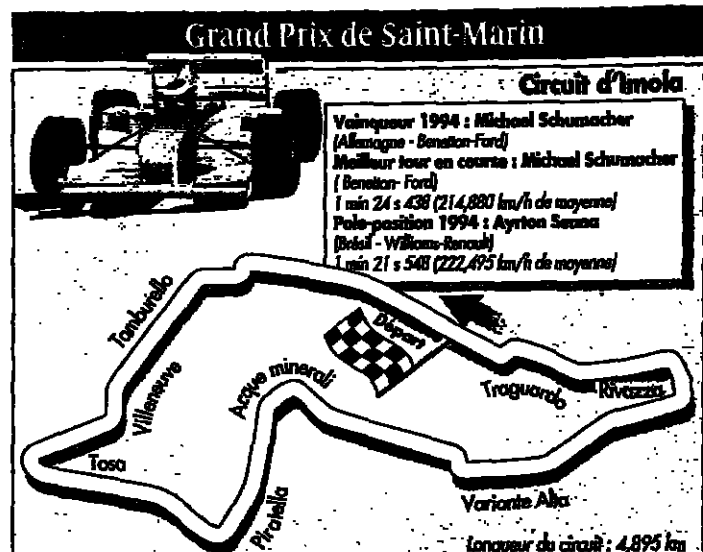 Grand Prix de Saint-Marin
Circuit d'Imola
Vainqueur 1994 : Michael Schumacher
(Allemagne - Benetton-Ford)
Meilleur tour en course : Michael Schumacher
( Benetton- Ford)
1 min 24 s 438 (214,880 km/h de moyenne)
Pole-position 1994 : Ayrton Senna
(Brésil - Williams-Renault)
1 min 21 s 548 (222,495 km/h de moyenne)
Tamburello
Départ
Villeneuve
Acque minerali
Traguardo
Rivazza
Tosa
Piratella
Variante Alta
Longueur du circuit : 4,895 km